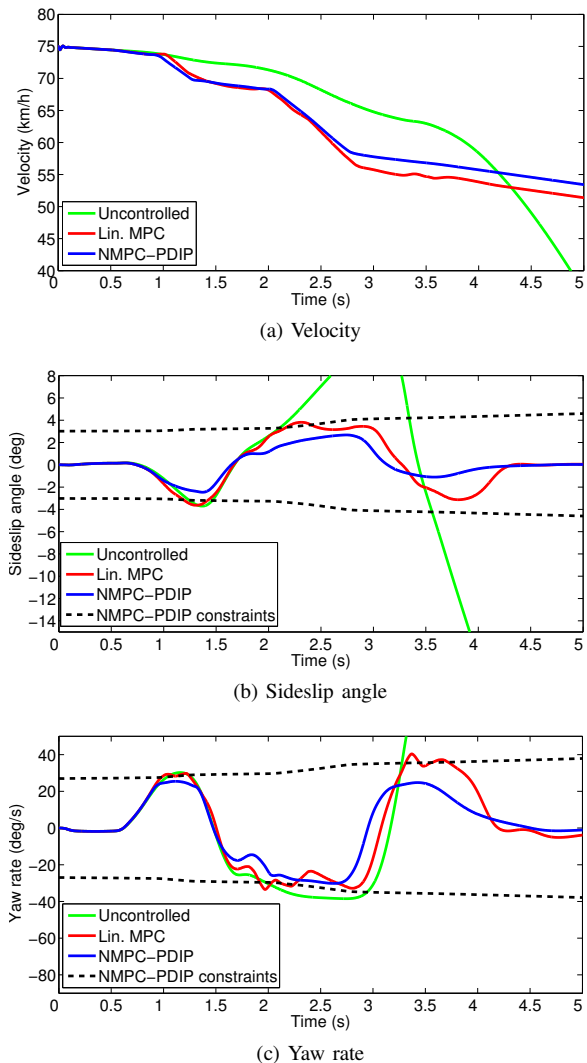 80
75
70
65
60
55
50
45
40
Velocity (km/h)
Uncontrolled
Lin. MPC
NMPC−PDIP
0 0.5 1 1.5 2 2.5 3 3.5 4 4.5 5
Time (s)
(a) Velocity
8
6
4
2
0
−2
−4
−6
−8
−10
−12
−14
Sideslip angle (deg)
Uncontrolled
Lin. MPC
NMPC−PDIP
NMPC−PDIP constraints
0 0.5 1 1.5 2 2.5 3 3.5 4 4.5 5
Time (s)
(b) Sideslip angle
40
20
0
−20
−40
−60
−80
Yaw rate (deg/s)
Uncontrolled
Lin. MPC
NMPC−PDIP
NMPC−PDIP constraints
0 0.5 1 1.5 2 2.5 3 3.5 4 4.5 5
Time (s)
(c) Yaw rate